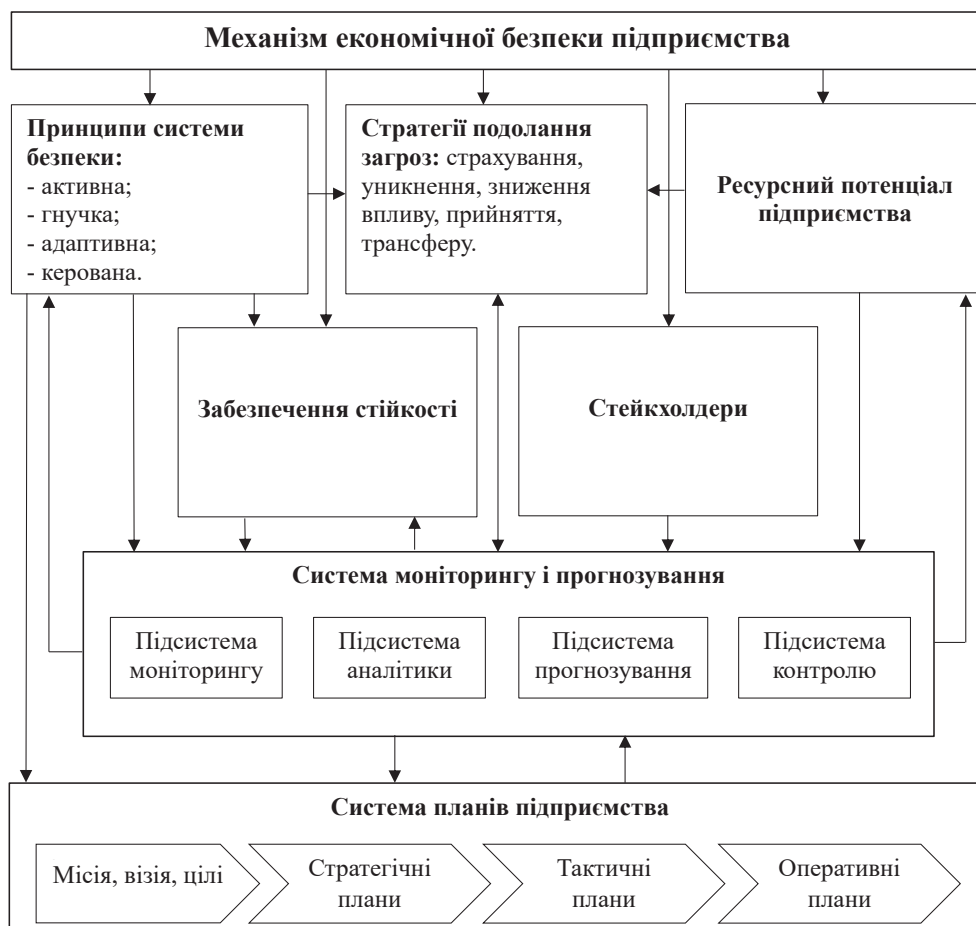 Механізм економічної безпеки підприємства
Принципи системи
безпеки:
- активна;
- гнучка;
- адаптивна;
- керована.
Стратегії подолання
загроз: страхування,
уникнення, зниження
впливу, прийняття,
трансферу.
Ресурсний потенціал
підприємства
Забезпечення стійкості
Стейкхолдери
Система моніторингу і прогнозування
Підсистема
моніторингу
Підсистема
аналітики
Підсистема
прогнозування
Підсистема
контролю
Система планів підприємства
Місія, візія, цілі
Стратегічні
плани
Тактичні
плани
Оперативні
плани